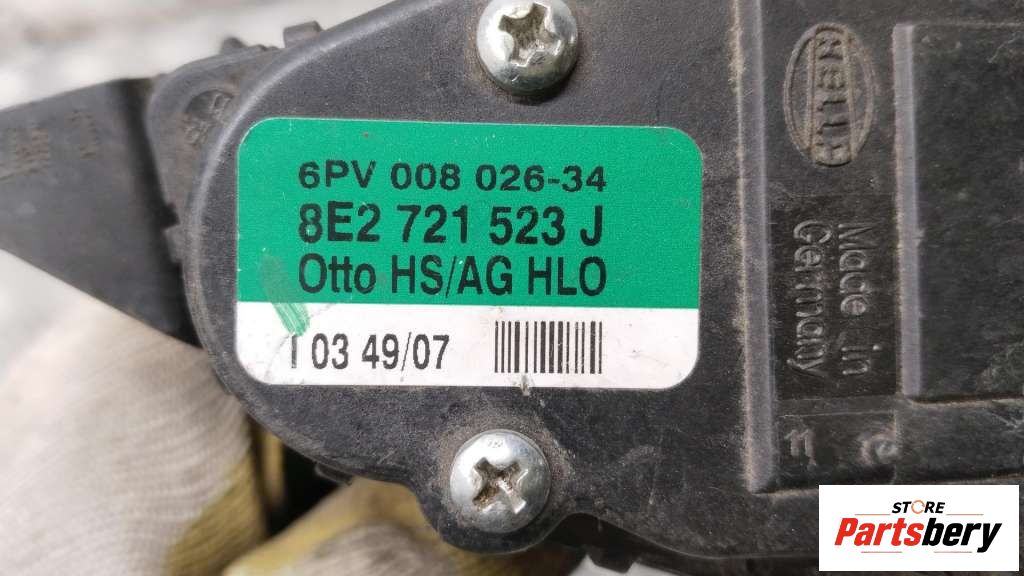 HELLA
6PV 008 026-34
8E2 721 523 J
Otto HS/AG HLO
1 03 49/07
Made in
Germany
STORE
Partsbery